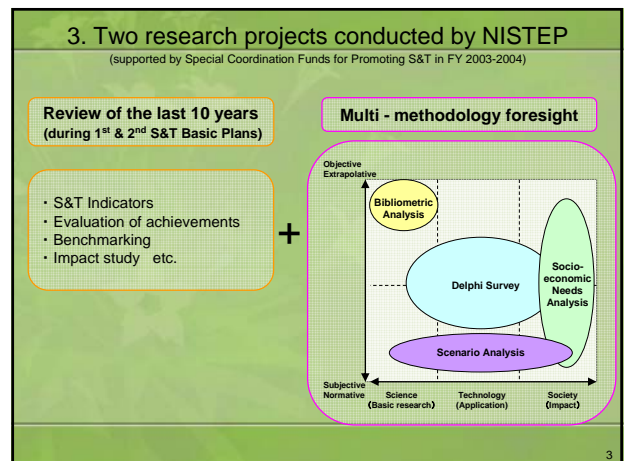 3. Two research projects conducted by NISTEP
(supported by Special Coordination Funds for Promoting S&T in FY 2003-2004)
Review of the last 10 years
(during 1st & 2nd S&T Basic Plans)
・S&T Indicators
・Evaluation of achievements
・Benchmarking
・Impact study etc.
+
Multi - methodology foresight
Objective
Extrapolative
Bibliometric
Analysis
Delphi Survey
Socio-
economic
Needs
Analysis
Scenario Analysis
Subjective
Normative
Science
(Basic research)
Technology
(Application)
Society
(Impact)
3